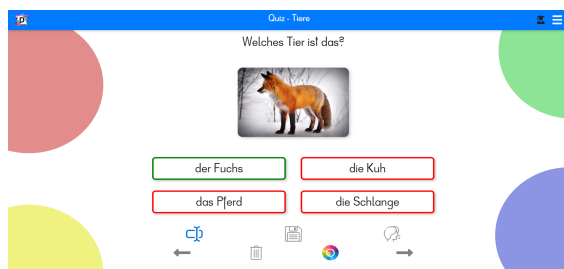 Quiz - Tiere
Welches Tier ist das?
der Fuchs
die Kuh
das Pferd
die Schlange